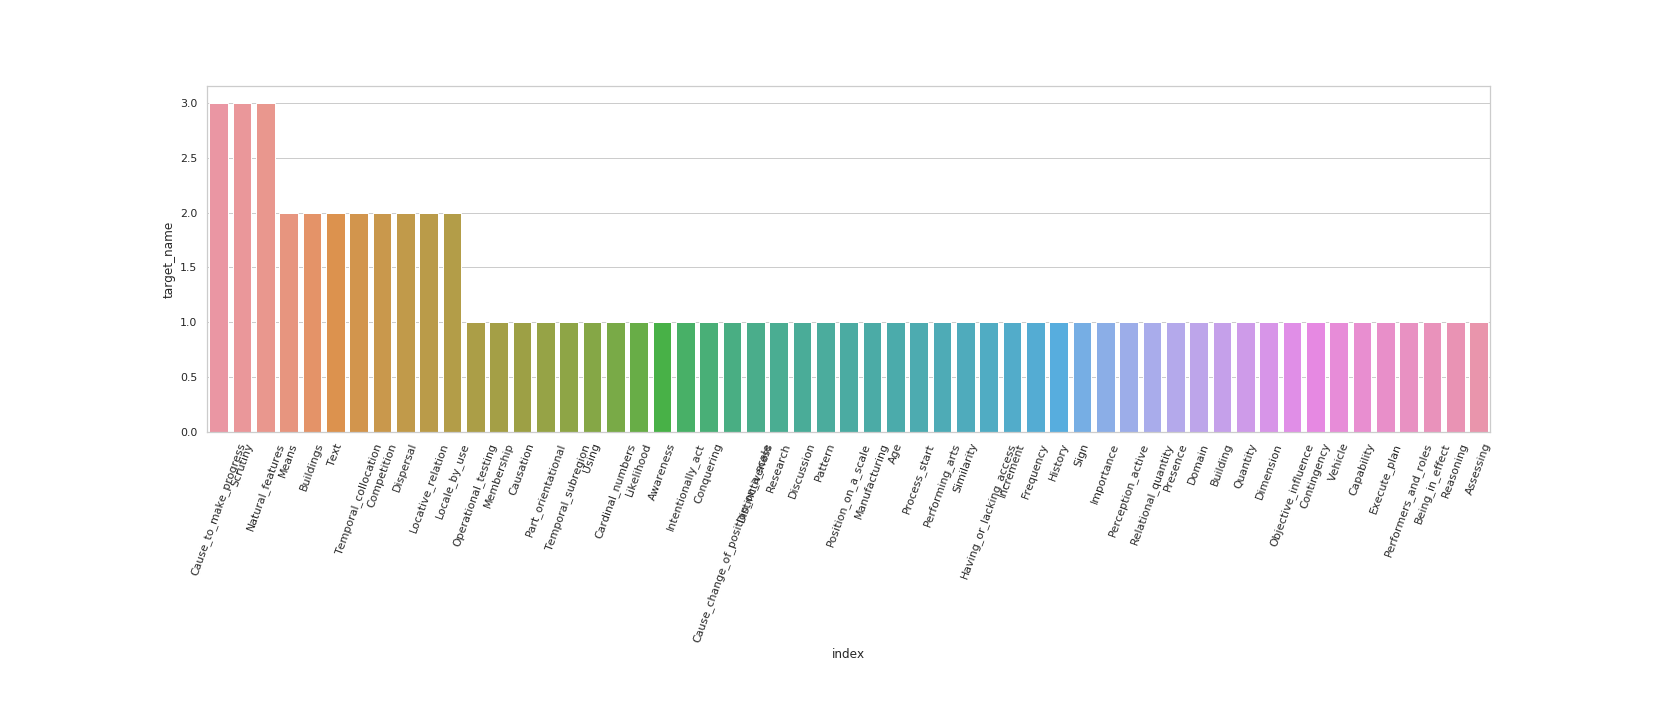 3.0
2.5
2.0
1.5
1.0
0.5
0.0
target_name
Cause_to_make_progress
Scrutiny
Natural_features
Means
Buildings
Text
Temporal_collocation
Competition
Dispersal
Locative_relation
Locale_by_use
Operational_testing
Membership
Causation
Part_orientational
Temporal_subregion
Using
Cardinal_numbers
Likelihood
Awareness
Intentionally_act
Conquering
Cause_change_of_position_on_a_scale
Research
Discussion
Pattern
Position_on_a_scale
Manufacturing
Age
Process_start
Performing_arts
Similarity
Having_or_lacking_access
Increment
Frequency
History
Sign
Importance
Perception_active
Relational_quantity
Presence
Domain
Building
Quantity
Dimension
Objective_influence
Contingency
Vehicle
Capability
Execute_plan
Performers_and_roles
Being_in_effect
Reasoning
Assessing
index